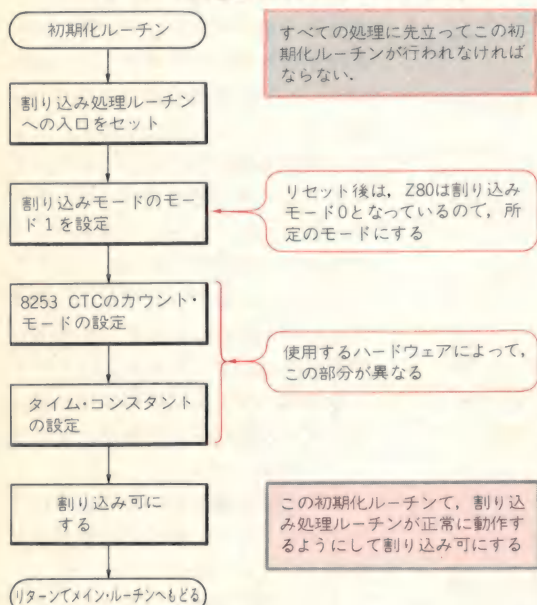 初期化ルーチン
すべての処理に先立ってこの初
期化ルーチンが行われなければ
ならない.
割り込み処理ルーチン
への入口をセット
割り込みモードのモー
ド1を設定
リセット後は，Z80は割り込み
モード0となっているので，所
定のモードにする
8253 CTCのカウント・
モードの設定
使用するハードウェアによって，
この部分が異なる
タイム・コンスタント
の設定
割り込み可に
する
この初期化ルーチンて，割り込
み処理ルーチンが正常に動作す
るようにして割り込み可にする
リターンてメイン・ルーチンへもどる